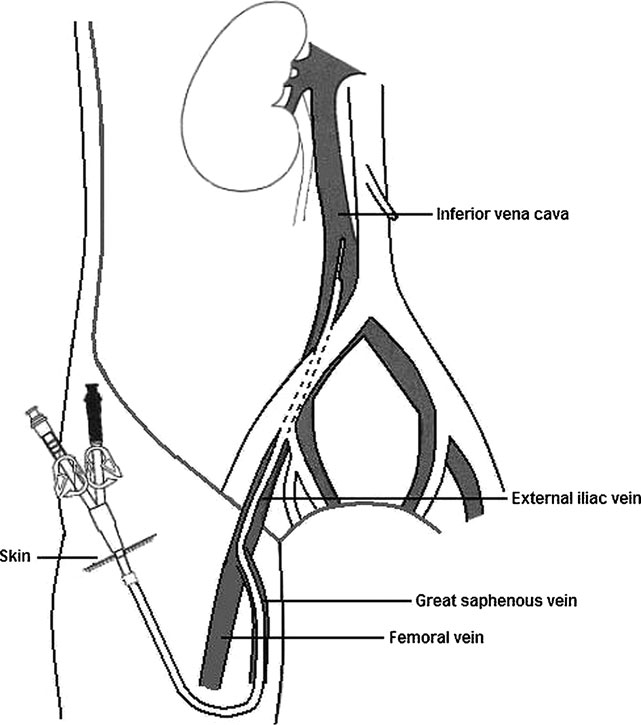 Inferior vena cava
External iliac vein
Skin
Great saphenous vein
Femoral vein